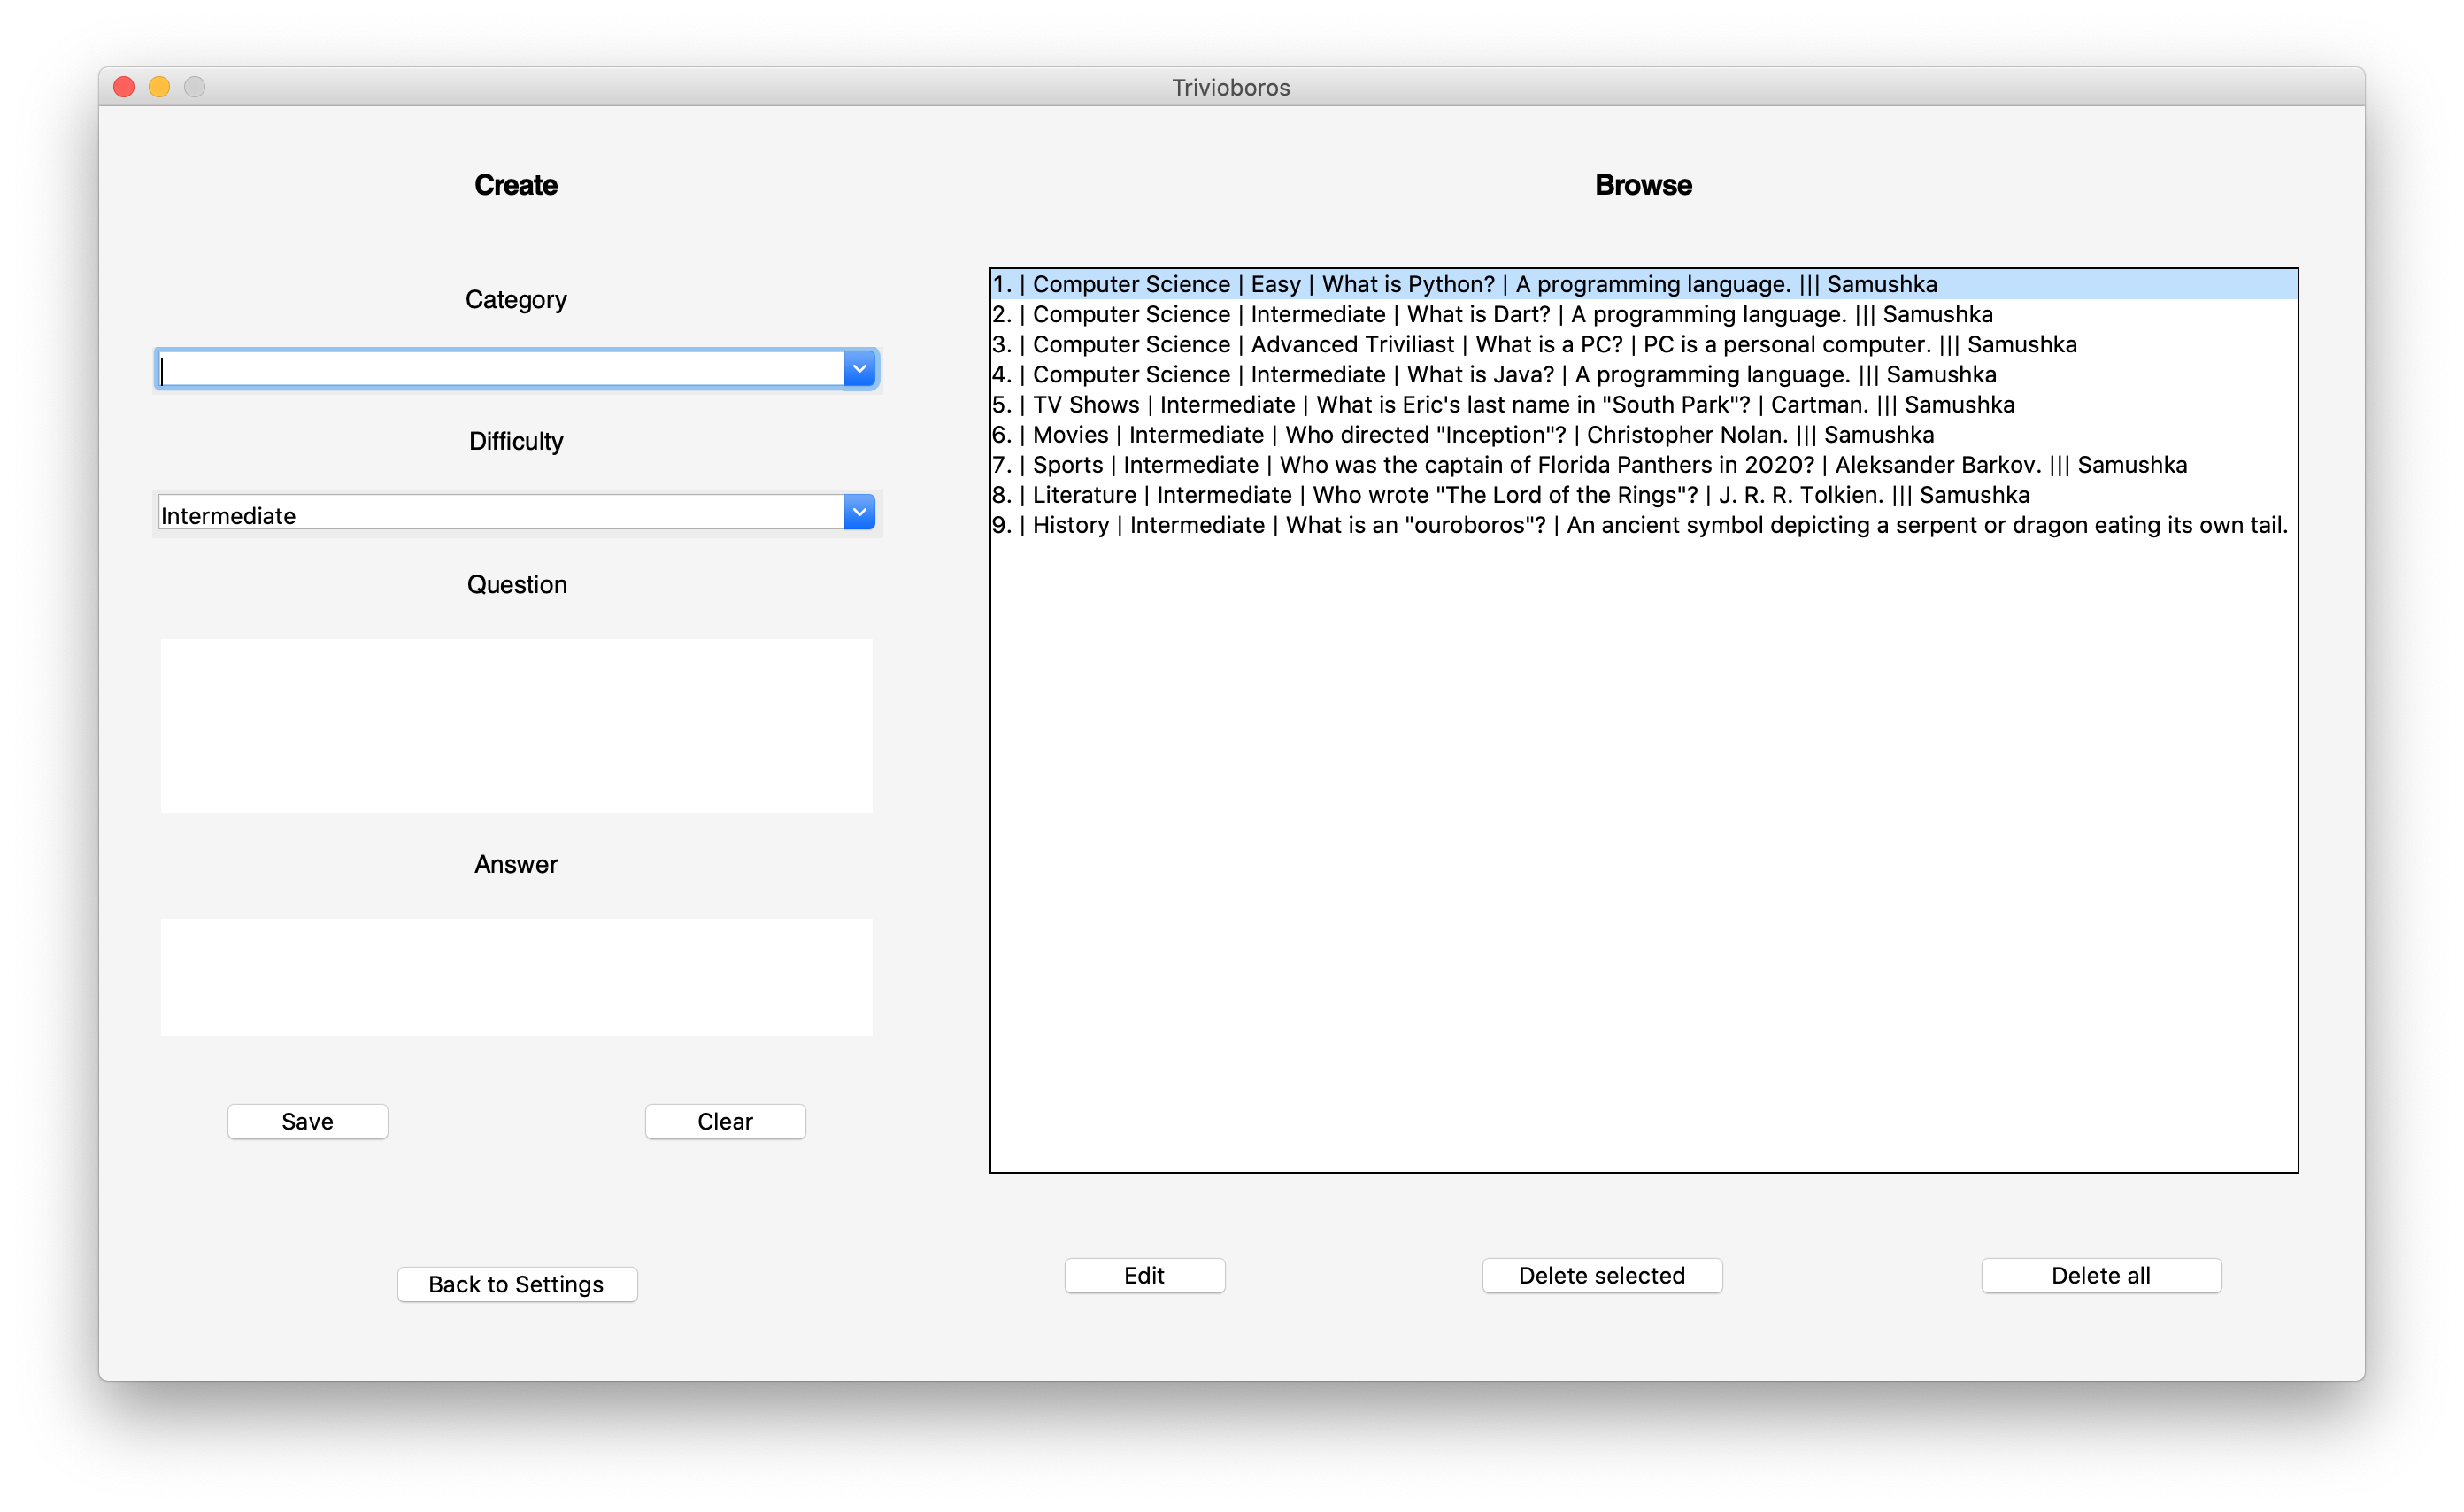 Trivioboros
Create
Category
Difficulty
Intermediate
Question
Answer
Save
Clear
Back to Settings
Browse
1. | Computer Science | Easy | What is Python? | A programming language. ||| Samushka
2. | Computer Science | Intermediate | What is Dart? | A programming language. ||| Samushka
3. | Computer Science | Advanced Triviliast | What is a PC? | PC is a personal computer. ||| Samushka
4. | Computer Science | Intermediate | What is Java? | A programming language. ||| Samushka
5. | TV Shows | Intermediate | What is Eric's last name in "South Park"? | Cartman. ||| Samushka
6. | Movies | Intermediate | Who directed "Inception"? | Christopher Nolan. ||| Samushka
7. | Sports | Intermediate | Who was the captain of Florida Panthers in 2020? | Aleksander Barkov. ||| Samushka
8. | Literature | Intermediate | Who wrote "The Lord of the Rings"? | J. R. R. Tolkien. ||| Samushka
9. | History | Intermediate | What is an "ouroboros"? | An ancient symbol depicting a serpent or dragon eating its own tail.
Edit
Delete selected
Delete all